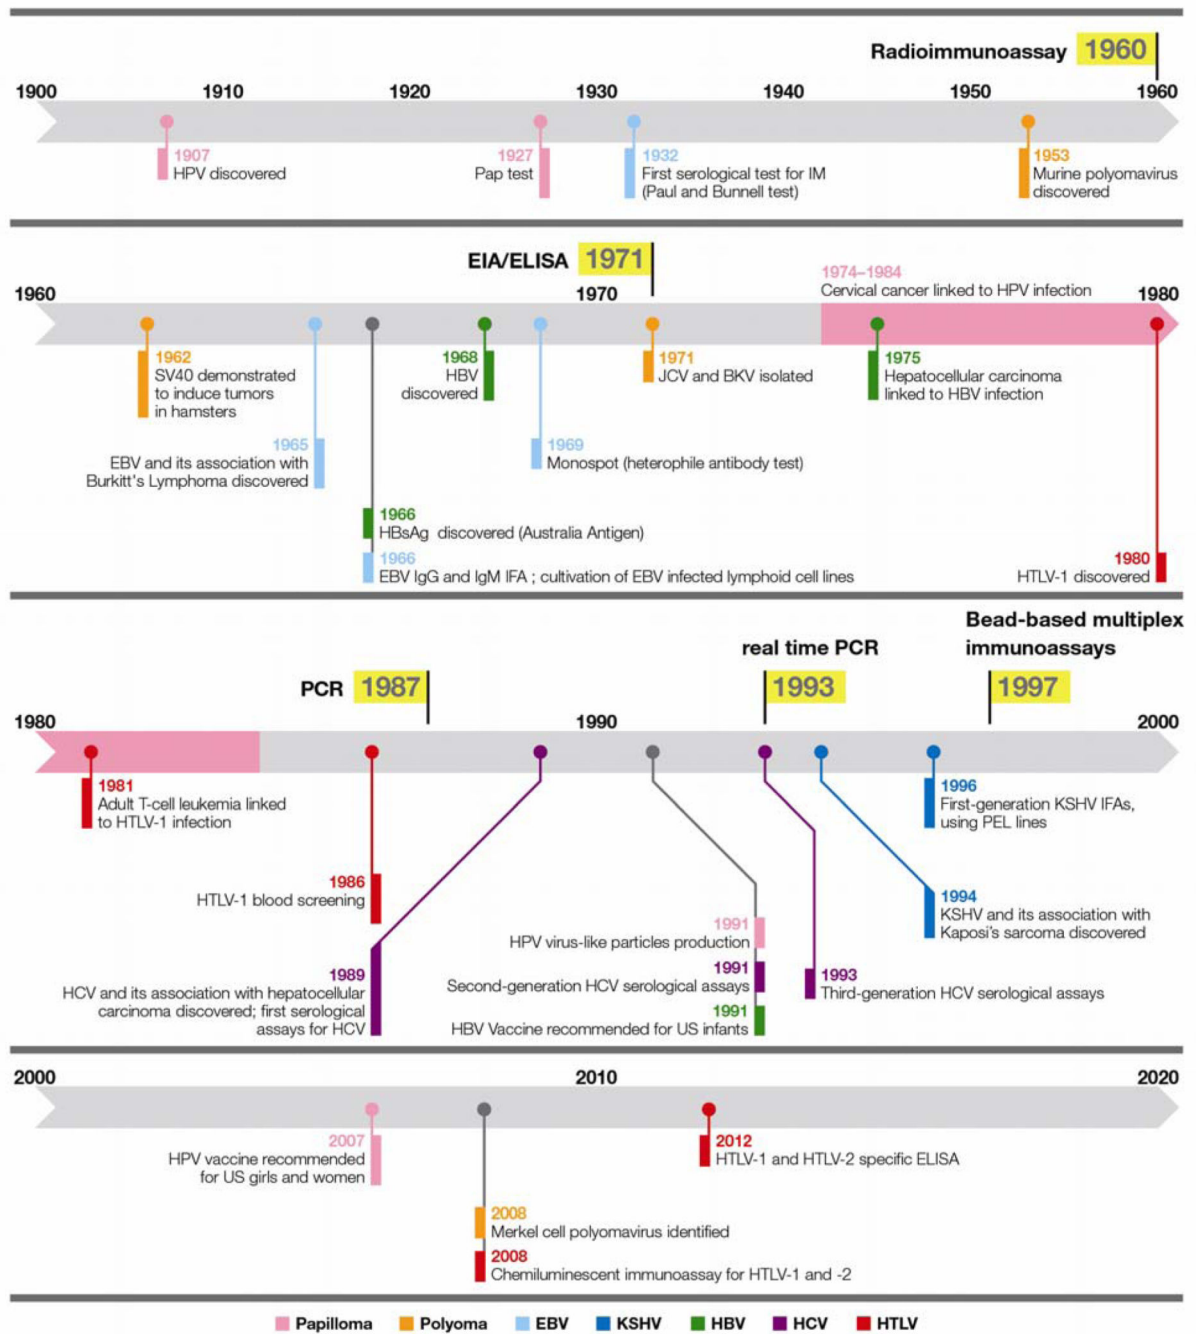 Radioimmunoassay 1960
1900 1910 1920 1930 1940 1950 1960
1907
HPV discovered
1927
Pap test
1932
First serological test for IM
(Paul and Bunnell test)
1953
Murine polyomavirus
discovered
EIA/ELISA 1971
1974–1984
Cervical cancer linked to HPV infection
1960 1970 1980
1962
SV40 demonstrated
to induce tumors
in hamsters
1968
HBV
discovered
1971
JCV and BKV isolated
1975
Hepatocellular carcinoma
linked to HBV infection
1965
EBV and its association with
Burkitt's Lymphoma discovered
1969
Monospot (heterophile antibody test)
1966
HBsAg discovered (Australia Antigen)
1966
EBV IgG and IgM IFA ; cultivation of EBV infected lymphoid cell lines
1980
HTLV-1 discovered
Bead-based multiplex
immunoassays
real time PCR
PCR 1987
1993
1997
1980 1990 2000
1981
Adult T-cell leukemia linked
to HTLV-1 infection
1996
First-generation KSHV IFAs,
using PEL lines
1986
HTLV-1 blood screening
1994
KSHV and its association with
Kaposi's sarcoma discovered
1991
HPV virus-like particles production
1989
HCV and its association with hepatocellular
carcinoma discovered; first serological
assays for HCV
1991
Second-generation HCV serological assays
1993
Third-generation HCV serological assays
1991
HBV Vaccine recommended for US infants
2000 2010 2020
2007
HPV vaccine recommended
for US girls and women
2012
HTLV-1 and HTLV-2 specific ELISA
2008
Merkel cell polyomavirus identified
2008
Chemiluminescent immunoassay for HTLV-1 and -2
Papilloma Polyoma EBV KSHV HBV HCV HTLV